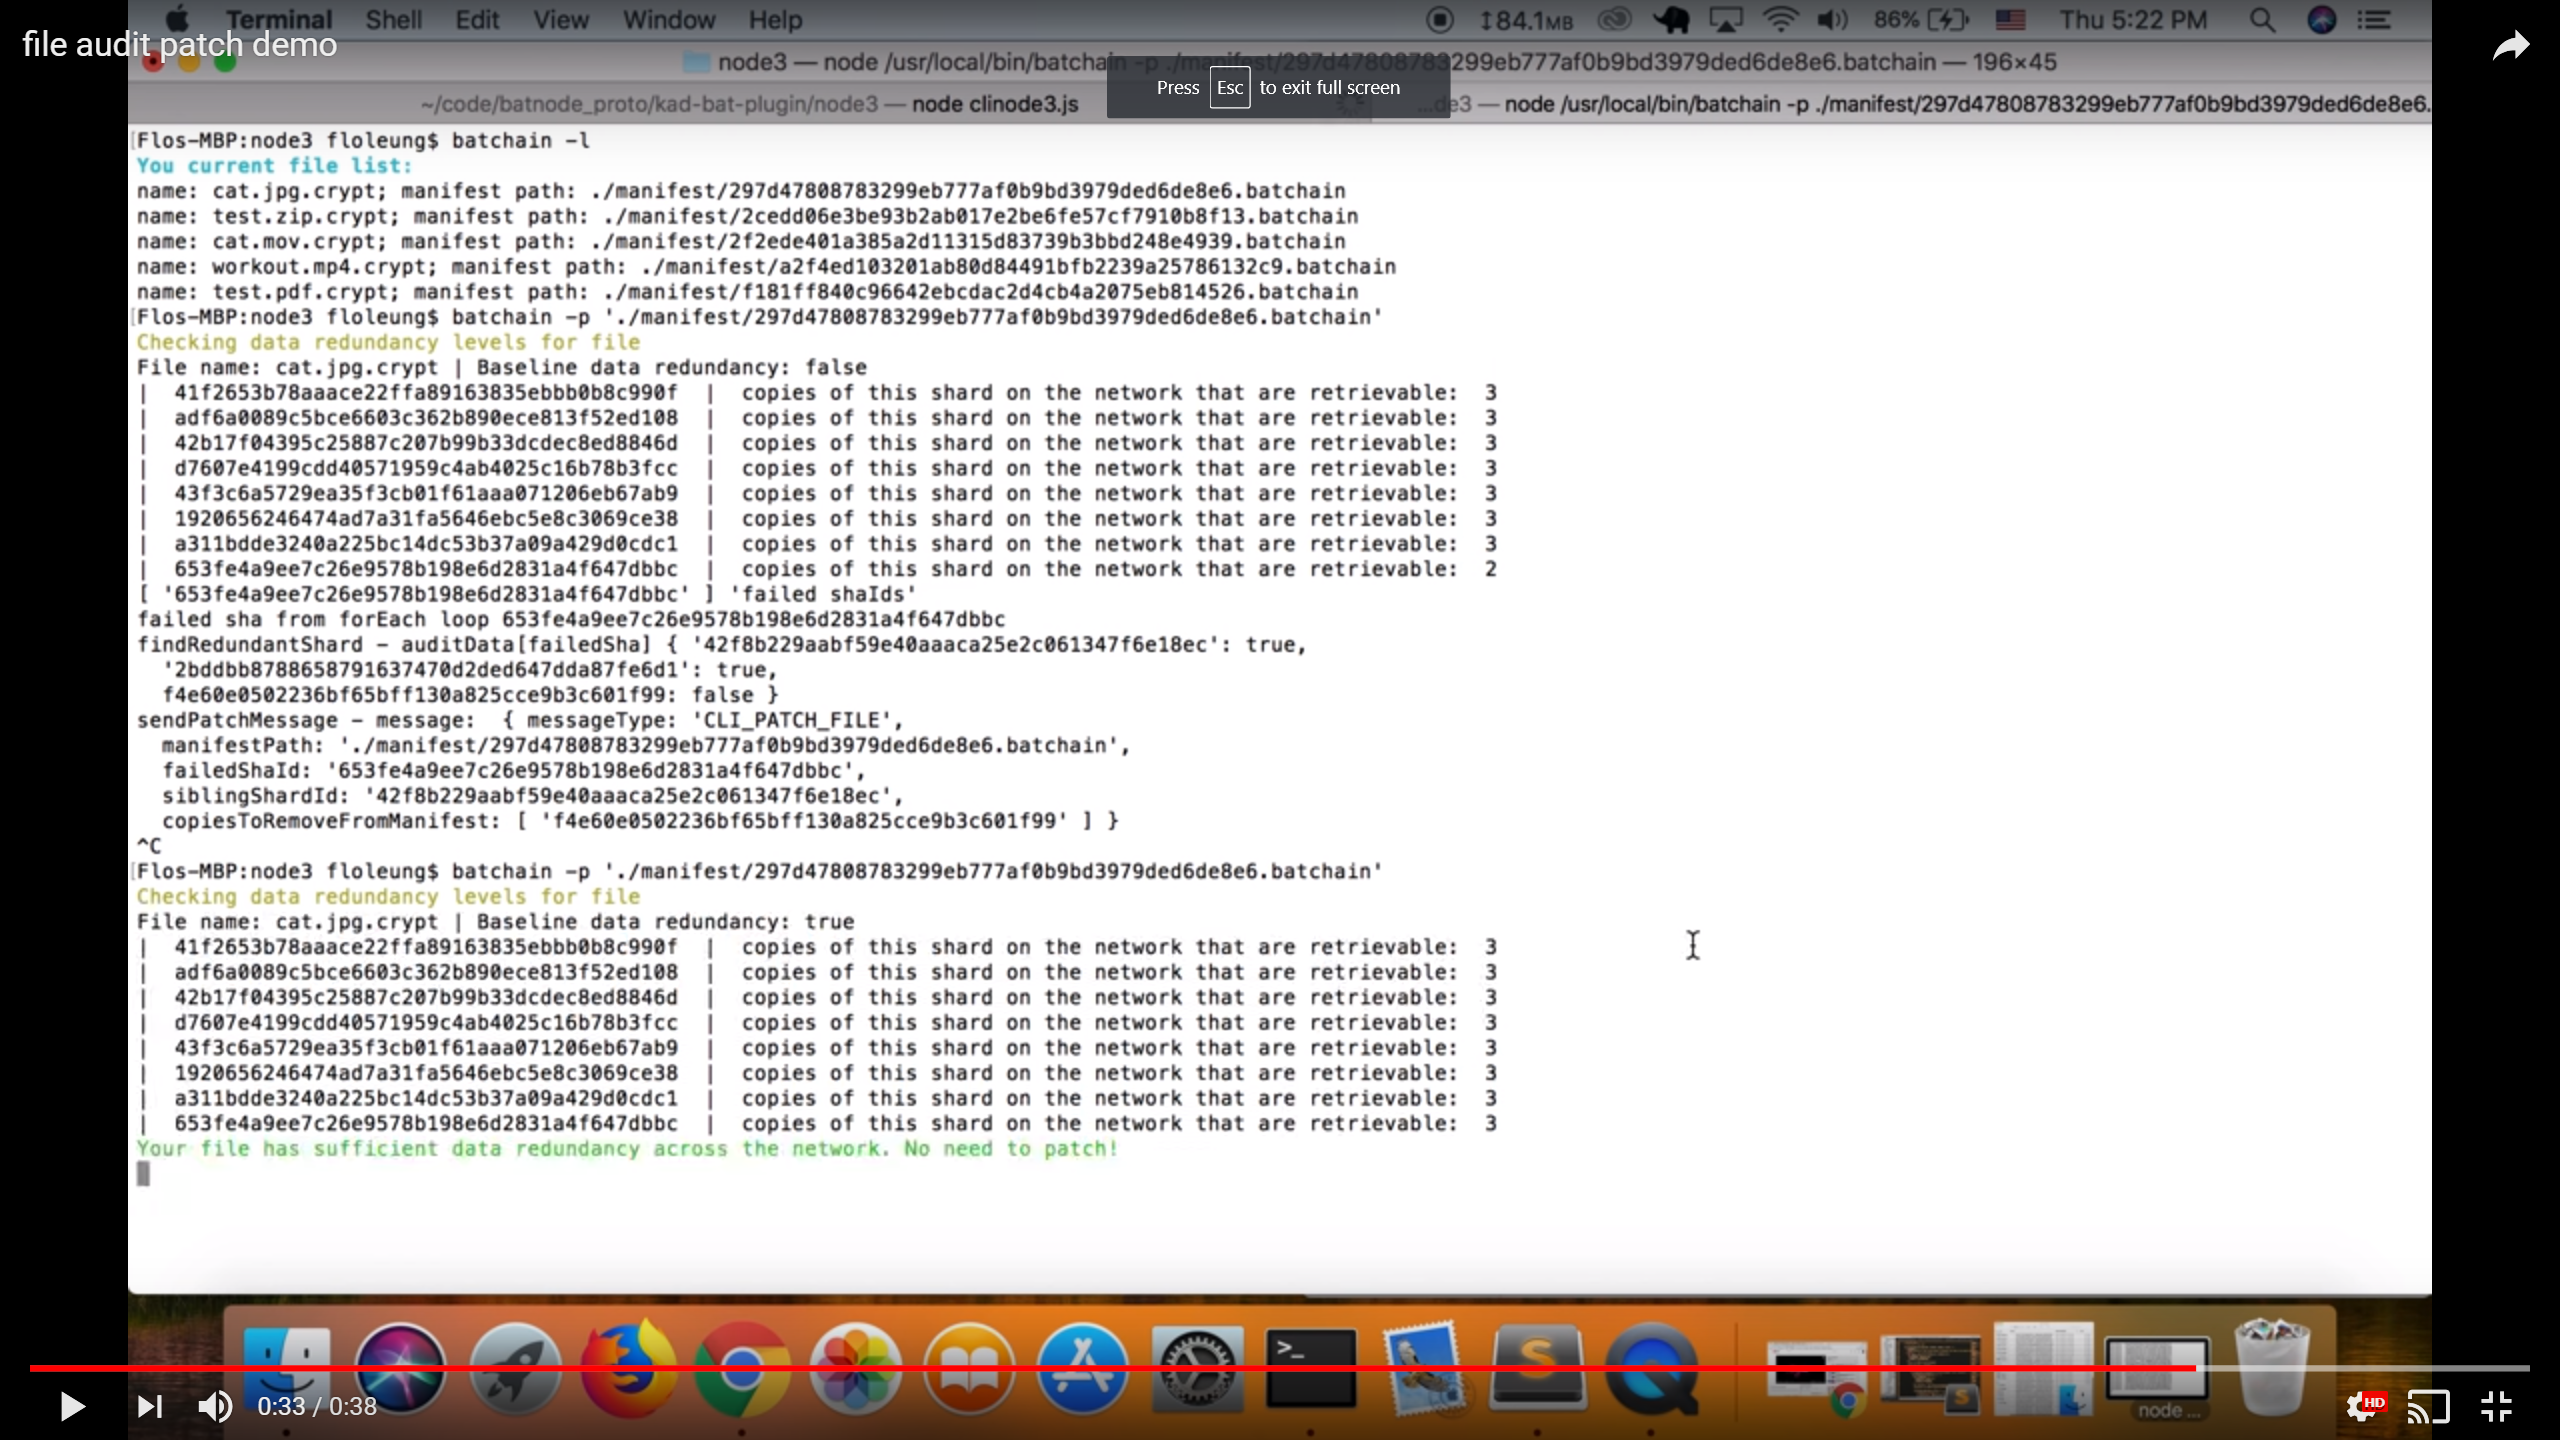 Terminal Shell Edit View Window Help 84.1MB 86% Thu 5:22 PM
file audit patch demo
node3 — node /usr/local/bin/batchain -p ./manifest/297d47808783299eb777af0b9bd3979ded6de8e6.batchain — 196×45
Press Esc to exit full screen
~/code/batnode_proto/kad-bat-plugin/node3 — node clinode3.js
...de3 — node /usr/local/bin/batchain -p ./manifest/297d47808783299eb777af0b9bd3979ded6de8e6.
[Flos-MBP:node3 floleung$ batchain -l
You current file list:
name: cat.jpg.crypt; manifest path: ./manifest/297d47808783299eb777af0b9bd3979ded6de8e6.batchain
name: test.zip.crypt; manifest path: ./manifest/2cedd06e3be93b2ab017e2be6fe57cf7910b8f13.batchain
name: cat.mov.crypt; manifest path: ./manifest/2f2ede401a385a2d11315d83739b3bbd248e4939.batchain
name: workout.mp4.crypt; manifest path: ./manifest/a2f4ed103201ab80d84491bfb2239a25786132c9.batchain
name: test.pdf.crypt; manifest path: ./manifest/f181ff840c96642ebcdac2d4cb4a2075eb814526.batchain
[Flos-MBP:node3 floleung$ batchain -p './manifest/297d47808783299eb777af0b9bd3979ded6de8e6.batchain'
Checking data redundancy levels for file
File name: cat.jpg.crypt | Baseline data redundancy: false
| 41f2653b78aaace22ffa89163835ebbb0b8c990f | copies of this shard on the network that are retrievable: 3
| adf6a0089c5bce6603c362b890ece813f52ed108 | copies of this shard on the network that are retrievable: 3
| 42b17f04395c25887c207b99b33dcdec8ed8846d | copies of this shard on the network that are retrievable: 3
| d7607e4199cdd40571959c4ab4025c16b78b3fcc | copies of this shard on the network that are retrievable: 3
| 43f3c6a5729ea35f3cb01f61aaa071206eb67ab9 | copies of this shard on the network that are retrievable: 3
| 1920656246474ad7a31fa5646ebc5e8c3069ce38 | copies of this shard on the network that are retrievable: 3
| a311bdde3240a225bc14dc53b37a09a429d0cdc1 | copies of this shard on the network that are retrievable: 3
| 653fe4a9ee7c26e9578b198e6d2831a4f647dbbc | copies of this shard on the network that are retrievable: 2
[ '653fe4a9ee7c26e9578b198e6d2831a4f647dbbc' ] 'failed shaIds'
failed sha from forEach loop 653fe4a9ee7c26e9578b198e6d2831a4f647dbbc
findRedundantShard - auditData[failedSha] { '42f8b229aabf59e40aaaca25e2c061347f6e18ec': true,
'2bddbb8788658791637470d2ded647dda87fe6d1': true,
f4e60e0502236bf65bff130a825cce9b3c601f99: false }
sendPatchMessage - message: { messageType: 'CLI_PATCH_FILE',
manifestPath: './manifest/297d47808783299eb777af0b9bd3979ded6de8e6.batchain',
failedShaId: '653fe4a9ee7c26e9578b198e6d2831a4f647dbbc',
siblingShardId: '42f8b229aabf59e40aaaca25e2c061347f6e18ec',
copiesToRemoveFromManifest: [ 'f4e60e0502236bf65bff130a825cce9b3c601f99' ] }
^C
[Flos-MBP:node3 floleung$ batchain -p './manifest/297d47808783299eb777af0b9bd3979ded6de8e6.batchain'
Checking data redundancy levels for file
File name: cat.jpg.crypt | Baseline data redundancy: true
| 41f2653b78aaace22ffa89163835ebbb0b8c990f | copies of this shard on the network that are retrievable: 3
| adf6a0089c5bce6603c362b890ece813f52ed108 | copies of this shard on the network that are retrievable: 3
| 42b17f04395c25887c207b99b33dcdec8ed8846d | copies of this shard on the network that are retrievable: 3
| d7607e4199cdd40571959c4ab4025c16b78b3fcc | copies of this shard on the network that are retrievable: 3
| 43f3c6a5729ea35f3cb01f61aaa071206eb67ab9 | copies of this shard on the network that are retrievable: 3
| 1920656246474ad7a31fa5646ebc5e8c3069ce38 | copies of this shard on the network that are retrievable: 3
| a311bdde3240a225bc14dc53b37a09a429d0cdc1 | copies of this shard on the network that are retrievable: 3
| 653fe4a9ee7c26e9578b198e6d2831a4f647dbbc | copies of this shard on the network that are retrievable: 3
Your file has sufficient data redundancy across the network. No need to patch!
0:33 / 0:38
node ...
HD